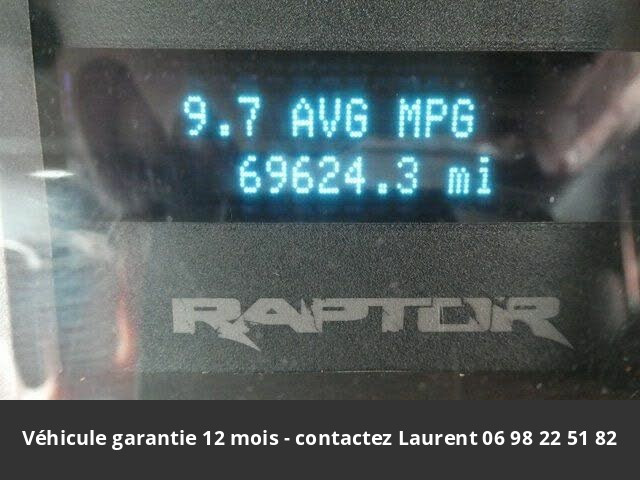 9.7 AVG MPG
69624.3 mi
RAPTOR
Véhicule garantie 12 mois - contactez Laurent 06 98 22 51 82